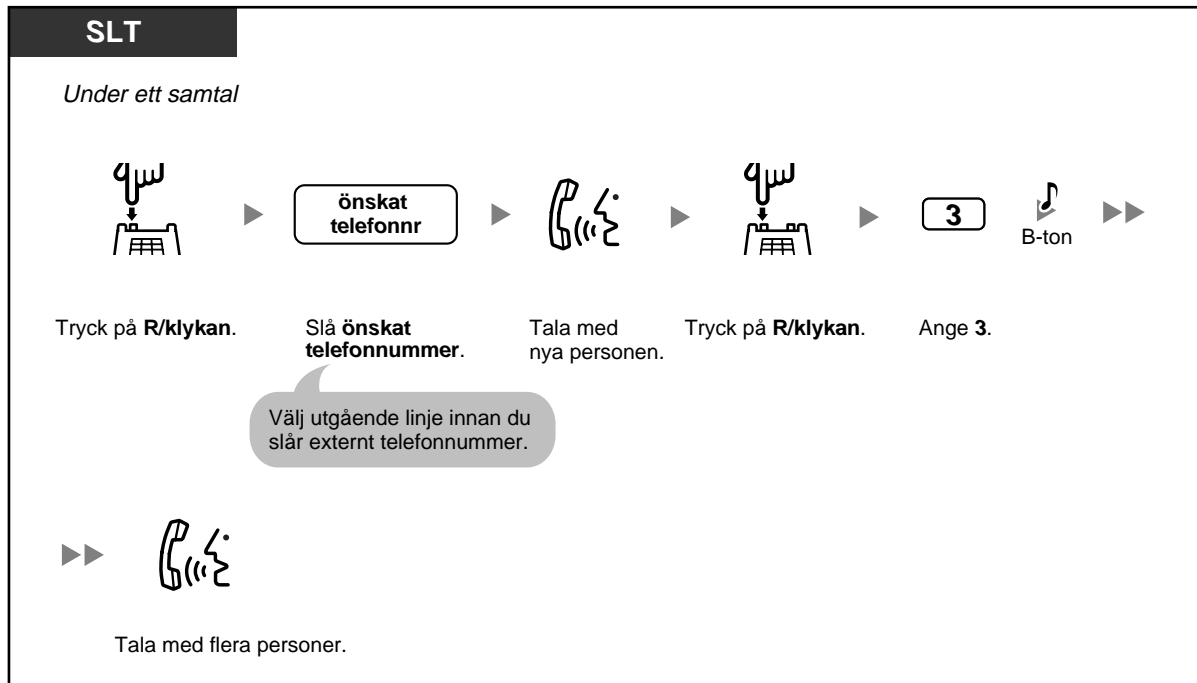 SLT
Under ett samtal
önskat
telefonnr
3
B-ton
Tryck på R/klykan.
Slå önskat
telefonnummer.
Tala med
nya personen.
Tryck på R/klykan.
Ange 3.
Välj utgående linje innan du
slår externt telefonnummer.
Tala med flera personer.